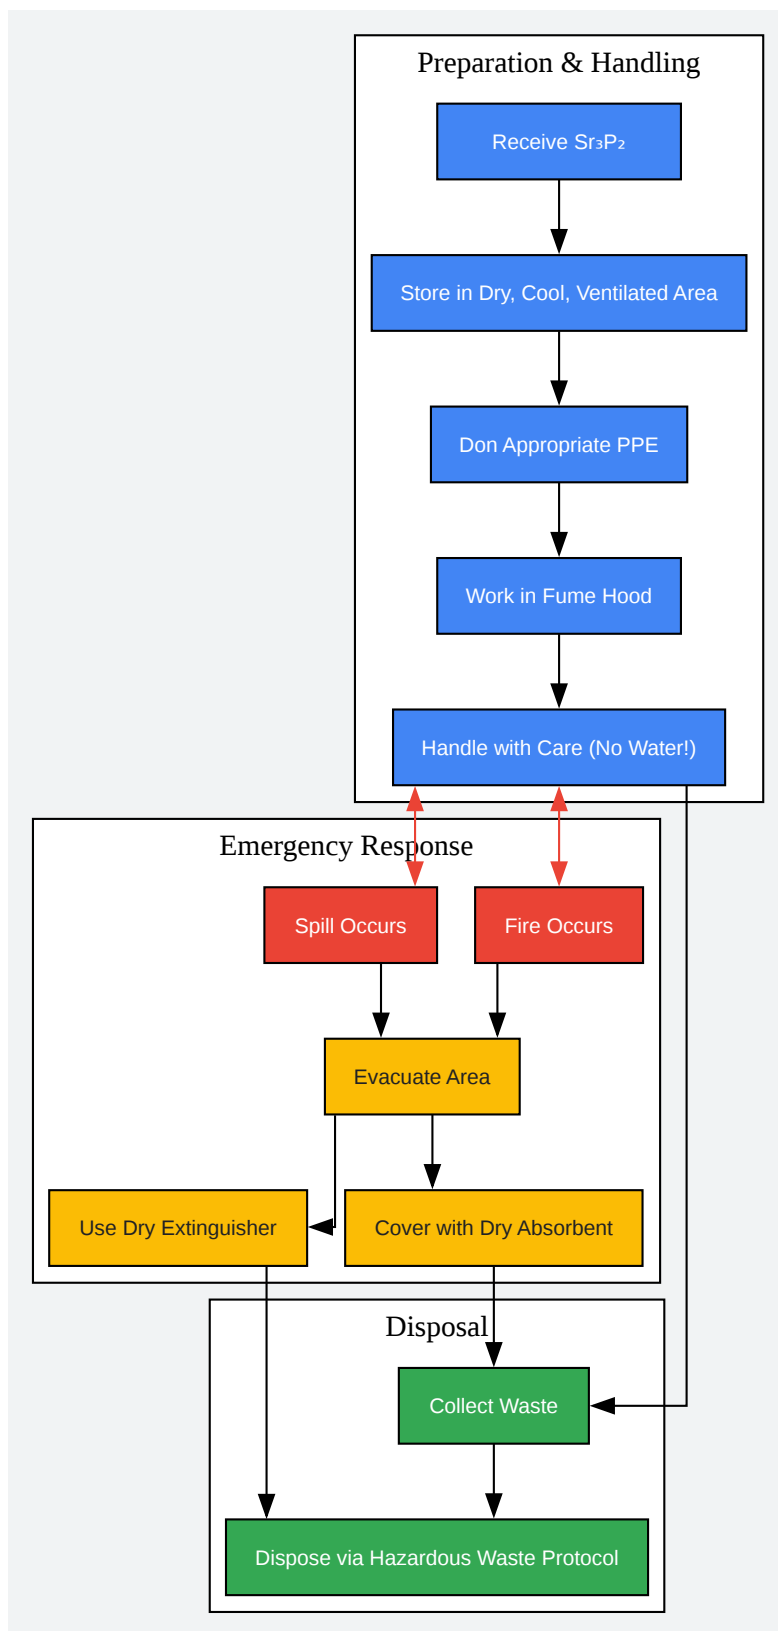 Preparation & Handling
Receive Sr₃P₂
Store in Dry, Cool, Ventilated Area
Don Appropriate PPE
Work in Fume Hood
Handle with Care (No Water!)
Emergency Response
Spill Occurs
Fire Occurs
Evacuate Area
Use Dry Extinguisher
Cover with Dry Absorbent
Disposal
Collect Waste
Dispose via Hazardous Waste Protocol